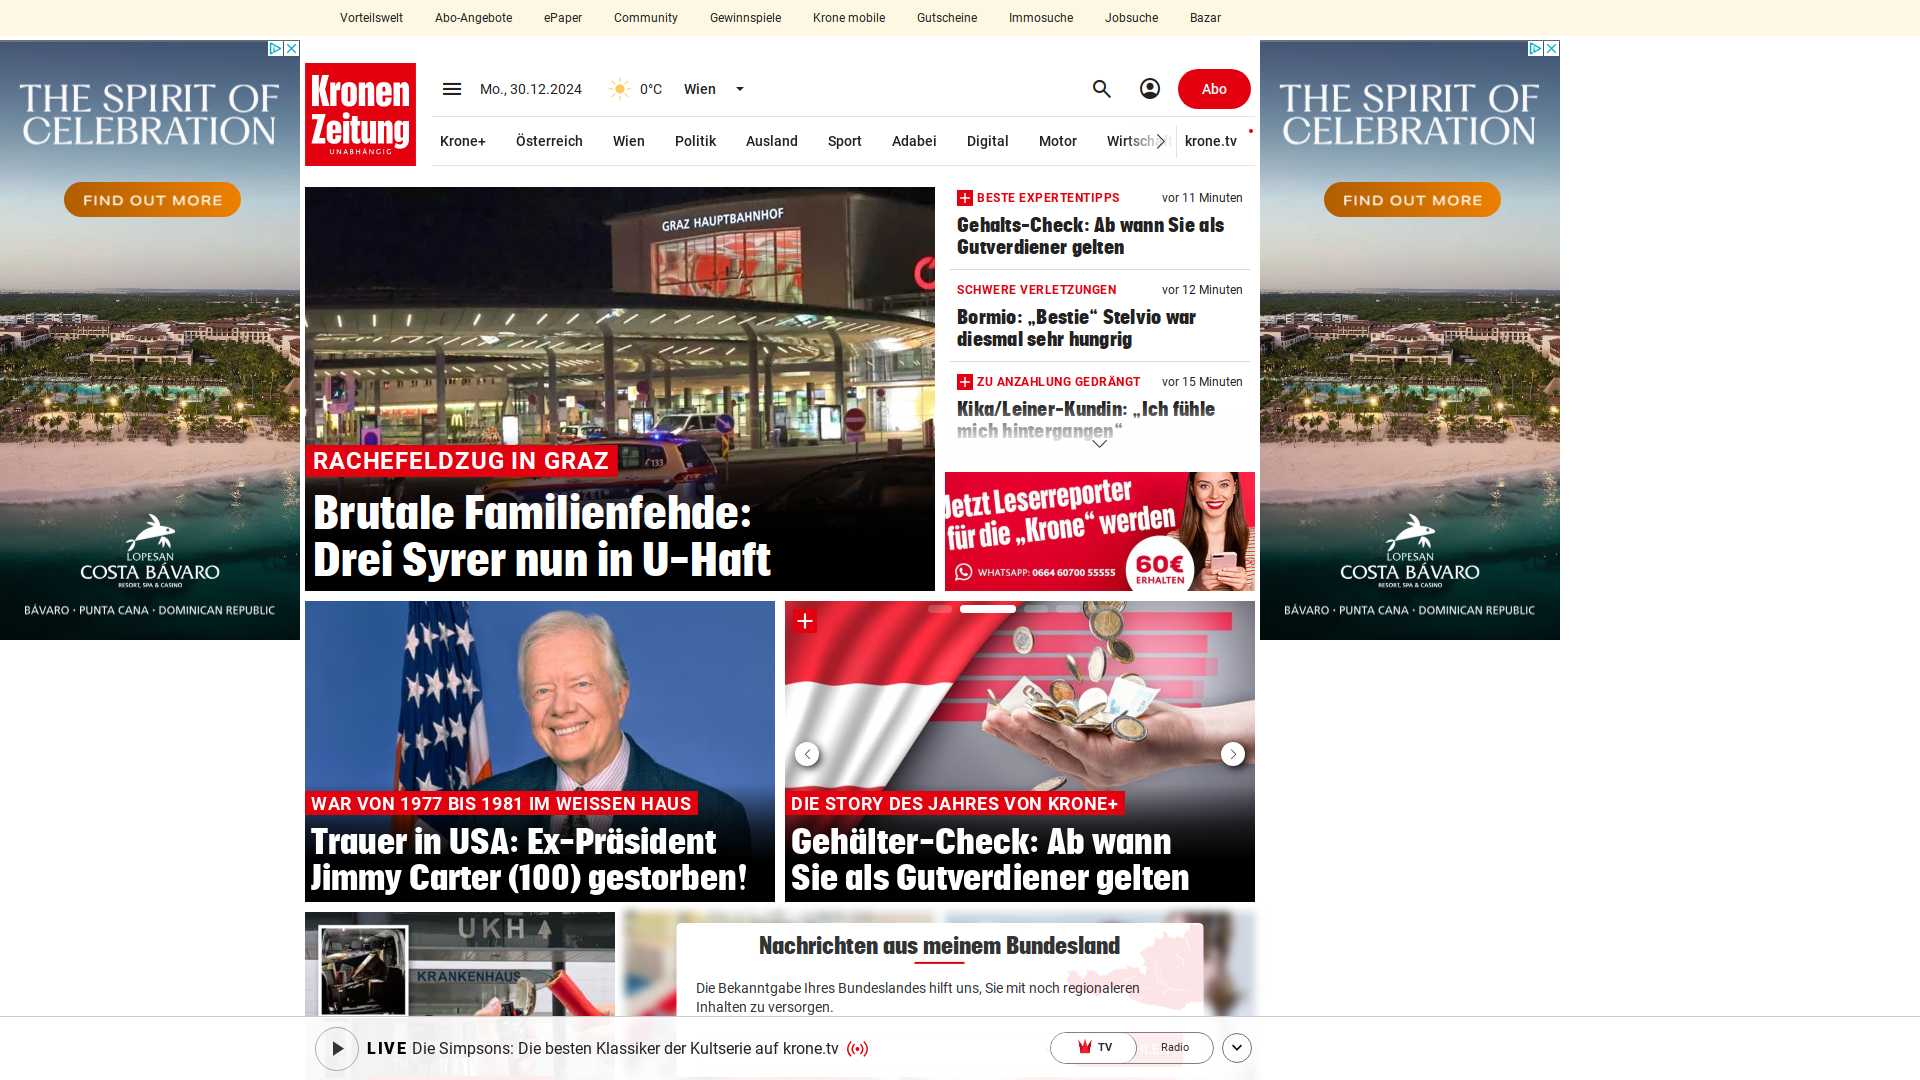 Vorteilswelt Abo-Angebote ePaper Community Gewinnspiele Krone mobile Gutscheine Immosuche Jobsuche Bazar
THE SPIRIT OF
CELEBRATION
FIND OUT MORE
LOPESAN
COSTA BÁVARO
RESORT, SPA & CASINO
BÁVARO · PUNTA CANA · DOMINICAN REPUBLIC
Kronen
Zeitung
UNABHÄNGIG
Mo., 30.12.2024 0°C Wien
Abo
Krone+ Österreich Wien Politik Ausland Sport Adabei Digital Motor krone.tv
GRAZ HAUPTBAHNHOF
133
RACHEFELDZUG IN GRAZ
Brutale Familienfehde:
Drei Syrer nun in U-Haft
BESTE EXPERTENTIPPS vor 11 Minuten
Gehalts-Check: Ab wann Sie als
Gutverdiener gelten
SCHWERE VERLETZUNGEN vor 12 Minuten
Bormio: „Bestie“ Stelvio war
diesmal sehr hungrig
ZU ANZAHLUNG GEDRÄNGT vor 15 Minuten
Kika/Leiner-Kundin: „Ich fühle
mich hintergangen“
Jetzt Leserreporter
für die „Krone“ werden
WHATSAPP: 0664 60700 55555
60€
ERHALTEN
THE SPIRIT OF
CELEBRATION
FIND OUT MORE
LOPESAN
COSTA BÁVARO
RESORT, SPA & CASINO
BÁVARO · PUNTA CANA · DOMINICAN REPUBLIC
WAR VON 1977 BIS 1981 IM WEISSEN HAUS
Trauer in USA: Ex-Präsident
Jimmy Carter (100) gestorben!
DIE STORY DES JAHRES VON KRONE+
Gehälter-Check: Ab wann
Sie als Gutverdiener gelten
UKH
KRANKENHAUS
Nachrichten aus meinem Bundesland
Die Bekanntgabe Ihres Bundeslandes hilft uns, Sie mit noch regionaleren
Inhalten zu versorgen.
LIVE Die Simpsons: Die besten Klassiker der Kultserie auf krone.tv
TV Radio